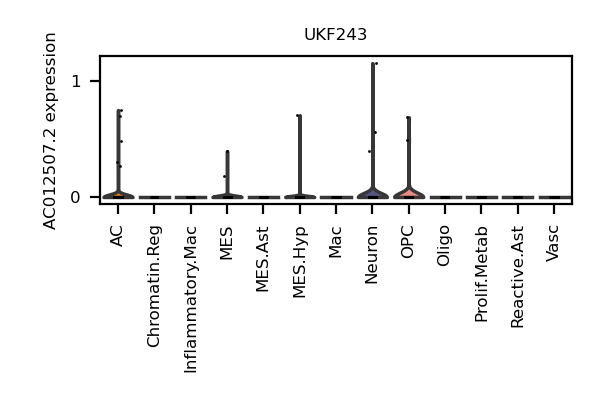 UKF243
AC012507.2 expression
1
0
AC
Chromatin.Reg
Inflammatory.Mac
MES
MES.Ast
MES.Hyp
Mac
Neuron
OPC
Oligo
Prolif.Metab
Reactive.Ast
Vasc